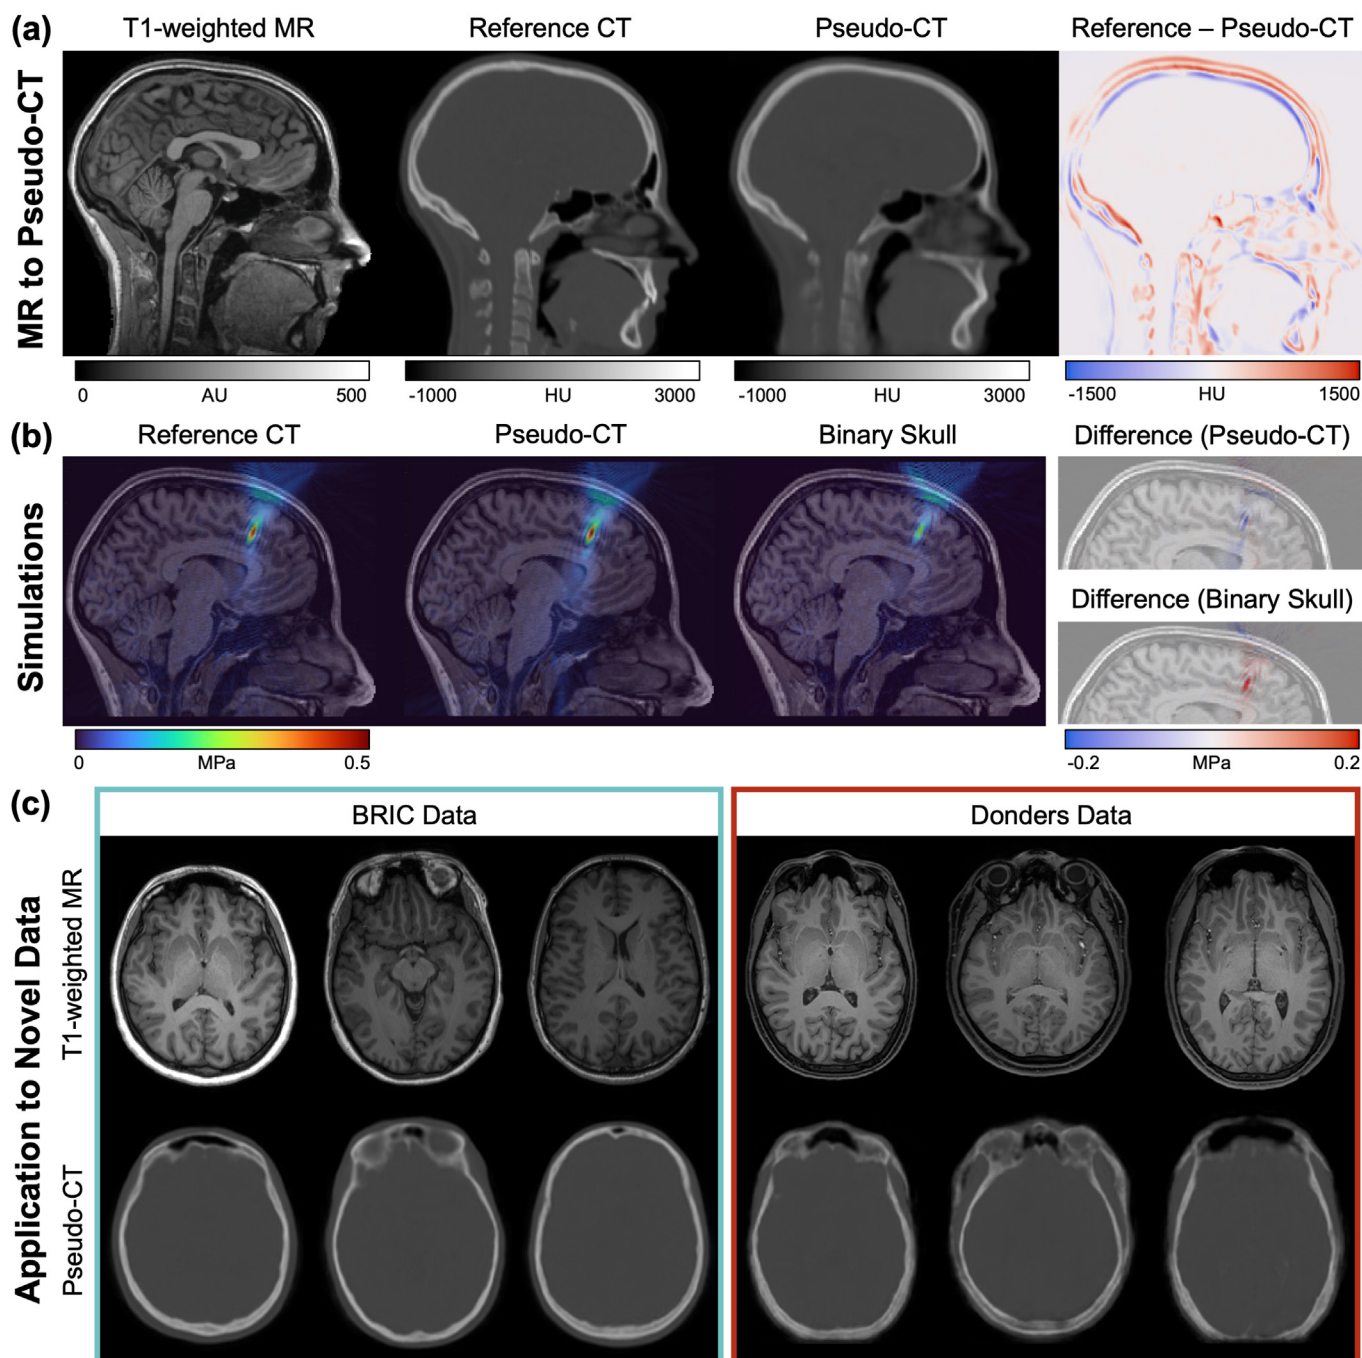 (a)
T1-weighted MR
Reference CT
Pseudo-CT
Reference – Pseudo-CT
MR to Pseudo-CT
0
AU
500
-1000
HU
3000
-1000
HU
3000
-1500
HU
1500
(b)
Reference CT
Pseudo-CT
Binary Skull
Difference (Pseudo-CT)
Simulations
Difference (Binary Skull)
0
MPa
0.5
-0.2
MPa
0.2
(c)
BRIC Data
Donders Data
Application to Novel Data
T1-weighted MR
Pseudo-CT